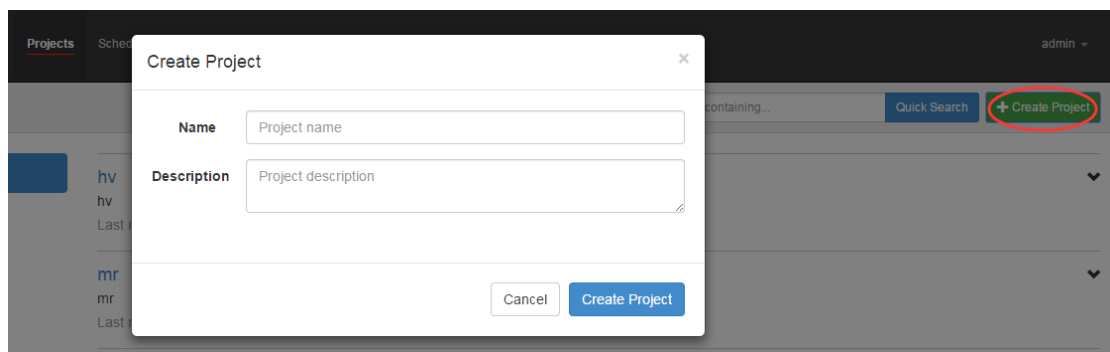 Projects Sched admin
Create Project ×
containing... Quick Search + Create Project
Name Project name
hv Description Project description
hv
Last
mr
mr
Cancel Create Project
Last